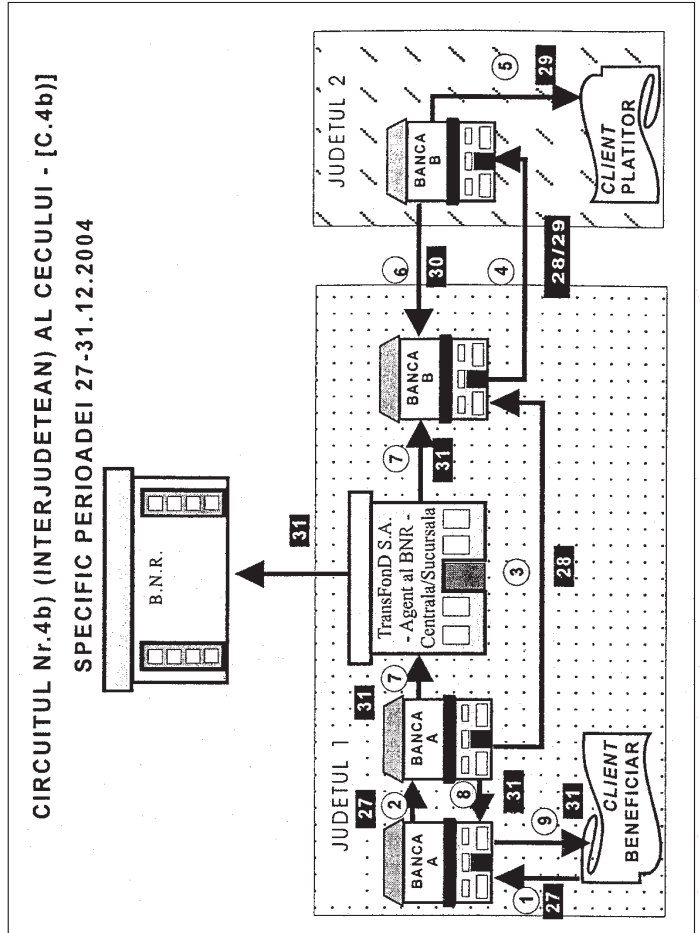 CIRCUITUL Nr.4b) (INTERJUDETEAN) AL CECULUI - [C.4b)]
SPECIFIC PERIOADEI 27-31.12.2004
B.N.R.
31
JUDETUL 1
JUDETUL 2
TransFonD S.A.
- Agent al BNR -
Centrala/Sucursala
BANCA
A
BANCA
A
BANCA
B
BANCA
B
27
2
31
7
7
31
6
30
4
28/29
5
29
8
31
3
28
1
27
9
31
CLIENT
BENEFICIAR
CLIENT
PLATITOR